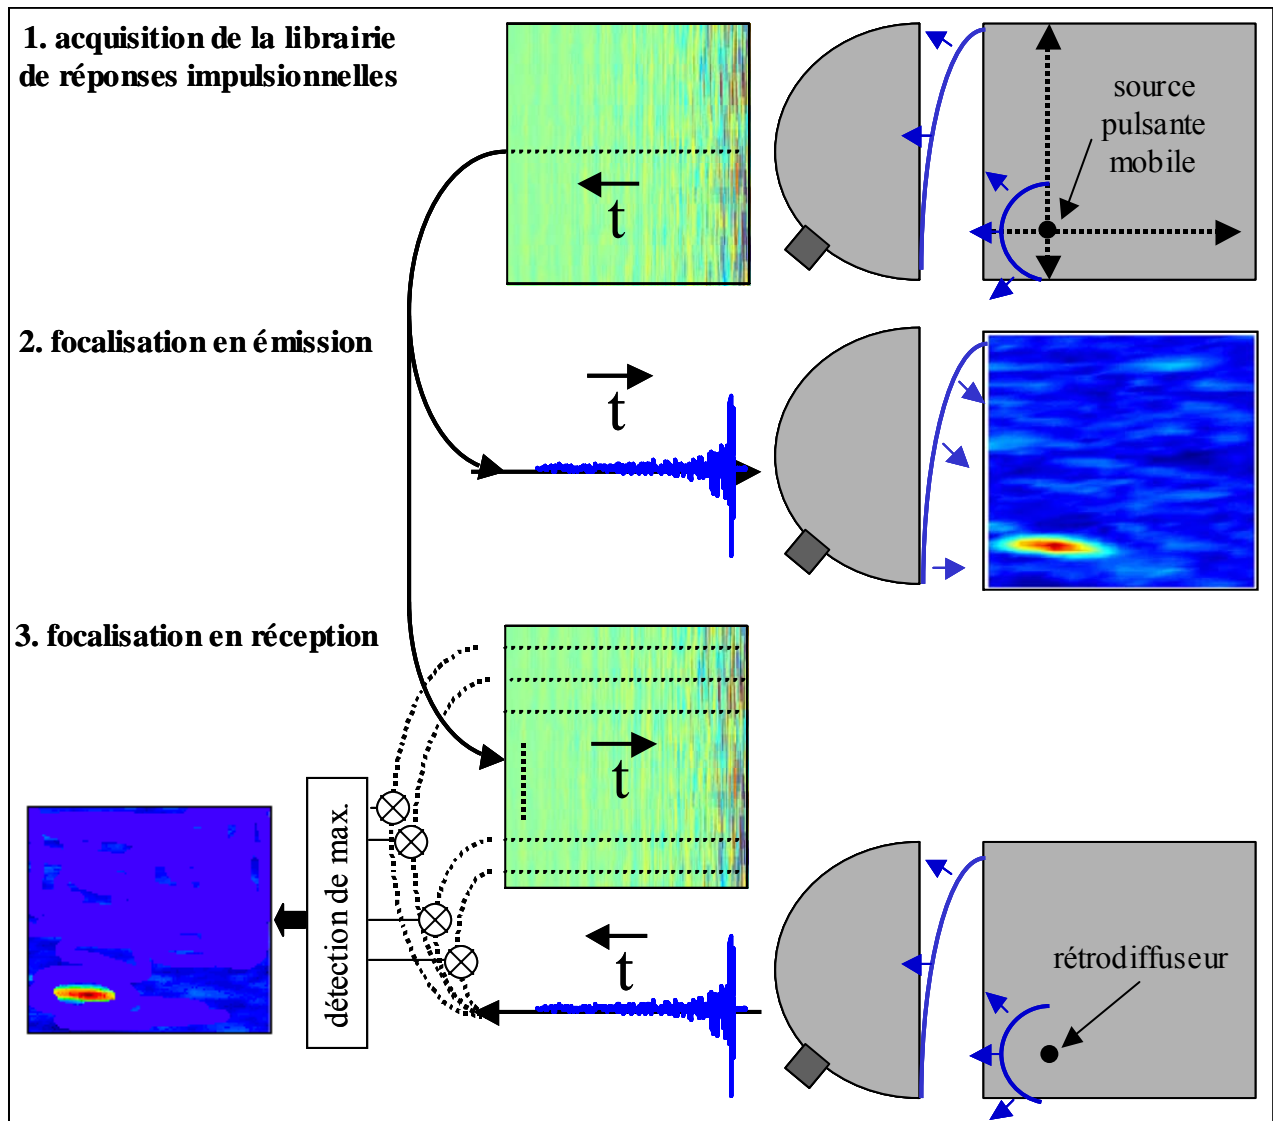 1. acquisition de la librairie
de réponses impulsionnelles
t
source
pulsante
mobile
2. focalisation en émission
t
3. focalisation en réception
t
détection de max.
t
rétrodiffuseur